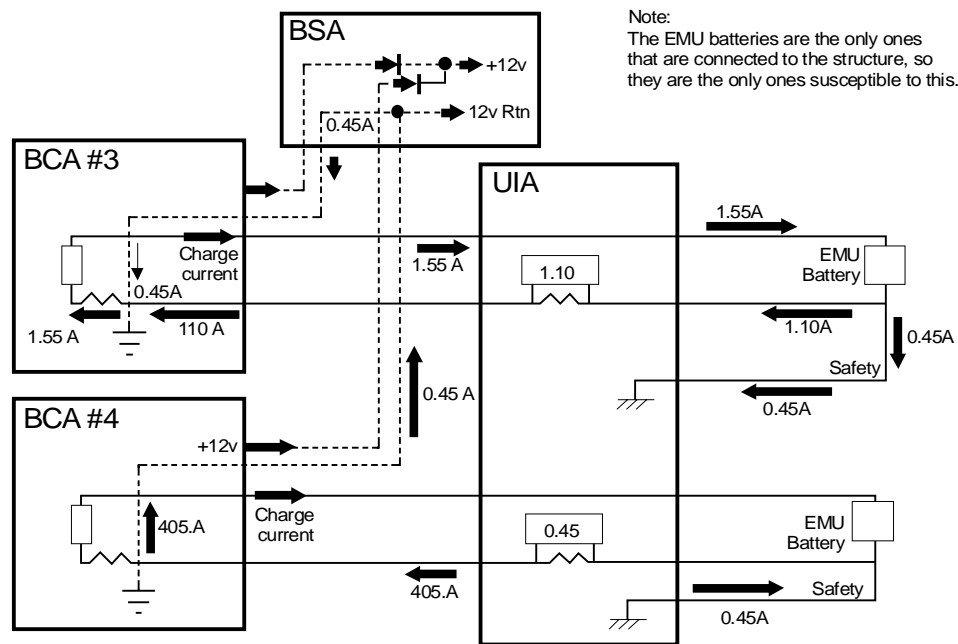 Note:
The EMU batteries are the only ones
that are connected to the structure, so
they are the only ones susceptible to this.
BSA
+12v
12v Rtn
0.45A
BCA #3
UIA
1.55A
Charge
current
1.55 A
EMU
Battery
1.10
0.45A
1.55 A
110 A
1.10A
0.45A
Safety
0.45A
0.45 A
BCA #4
+12v
Charge
current
405.A
0.45
EMU
Battery
405.A
Safety
0.45A